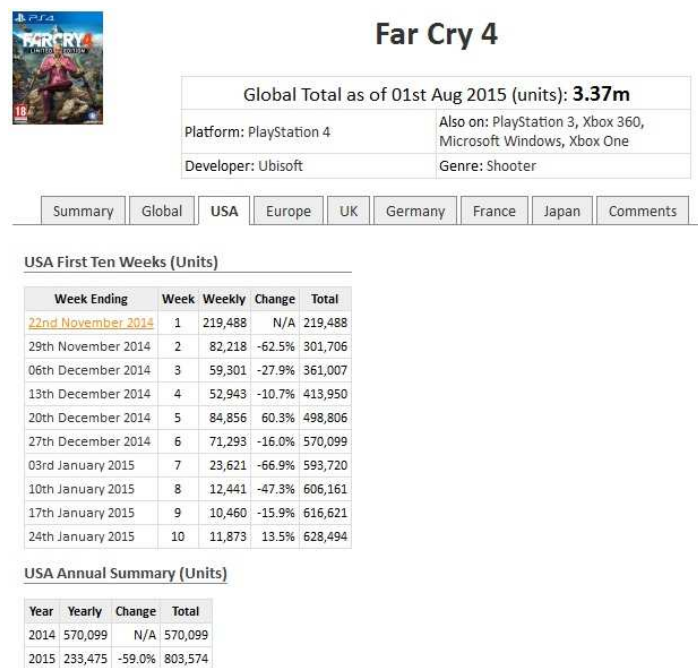 PS4
FARCRY4
LIMITED EDITION
18
Far Cry 4
Global Total as of 01st Aug 2015 (units): 3.37m
Platform: PlayStation 4
Also on: PlayStation 3, Xbox 360,
Microsoft Windows, Xbox One
Developer: Ubisoft Genre: Shooter
Summary Global USA Europe UK Germany France Japan Comments
USA First Ten Weeks (Units)
Week Ending Week Weekly Change Total
22nd November 2014 1 219,488 N/A 219,488
29th November 2014 2 82,218 -62.5% 301,706
06th December 2014 3 59,301 -27.9% 361,007
13th December 2014 4 52,943 -10.7% 413,950
20th December 2014 5 84,856 60.3% 498,806
27th December 2014 6 71,293 -16.0% 570,099
03rd January 2015 7 23,621 -66.9% 593,720
10th January 2015 8 12,441 -47.3% 606,161
17th January 2015 9 10,460 -15.9% 616,621
24th January 2015 10 11,873 13.5% 628,494
USA Annual Summary (Units)
Year Yearly Change Total
2014 570,099 N/A 570,099
2015 233,475 -59.0% 803,574